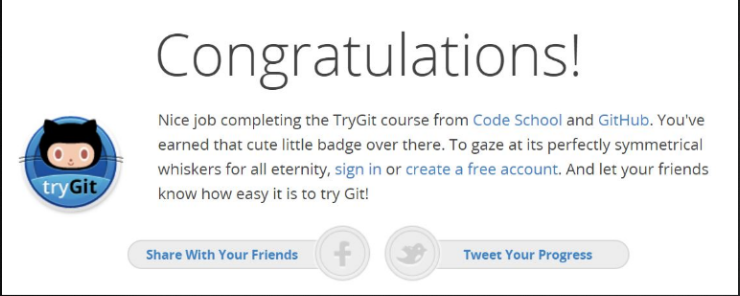 Congratulations!
Nice job completing the TryGit course from Code School and GitHub. You've
earned that cute little badge over there. To gaze at its perfectly symmetrical
whiskers for all eternity, sign in or create a free account. And let your friends
know how easy it is to try Git!
tryGit
Share With Your Friends
Tweet Your Progress